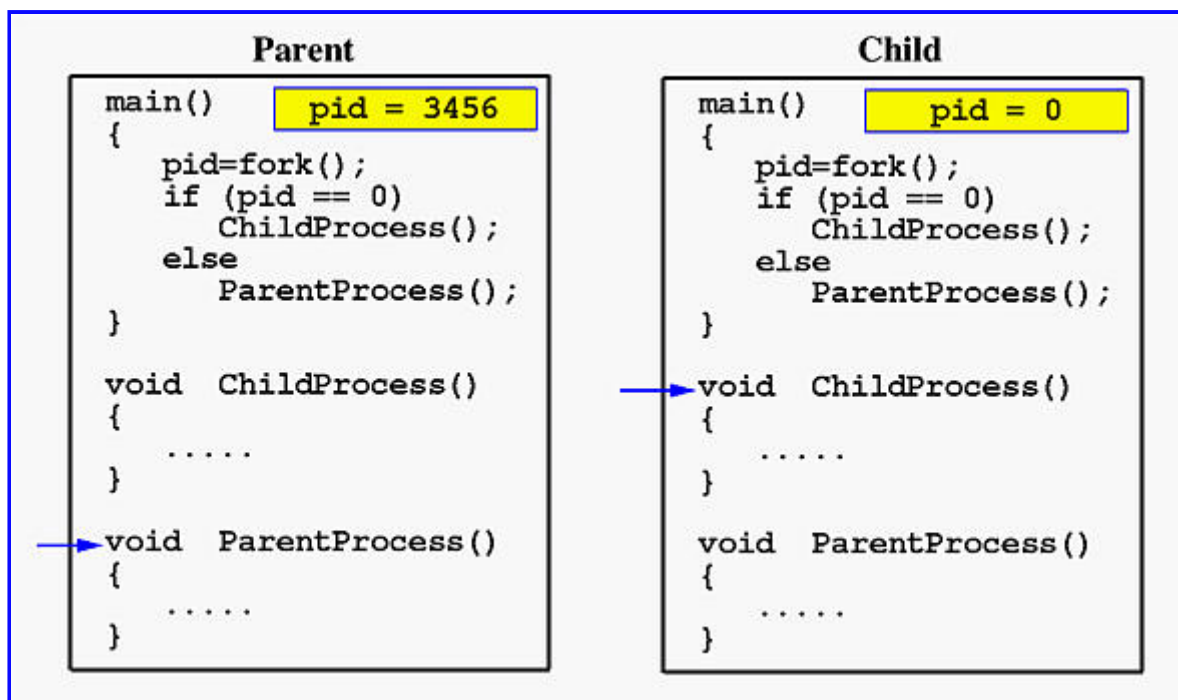 Parent
main()
pid = 3456
{
pid=fork();
if (pid == 0)
ChildProcess();
else
ParentProcess();
}
void ChildProcess()
{
.....
}
void ParentProcess()
{
.....
}
Child
main()
pid = 0
{
pid=fork();
if (pid == 0)
ChildProcess();
else
ParentProcess();
}
void ChildProcess()
{
.....
}
void ParentProcess()
{
.....
}